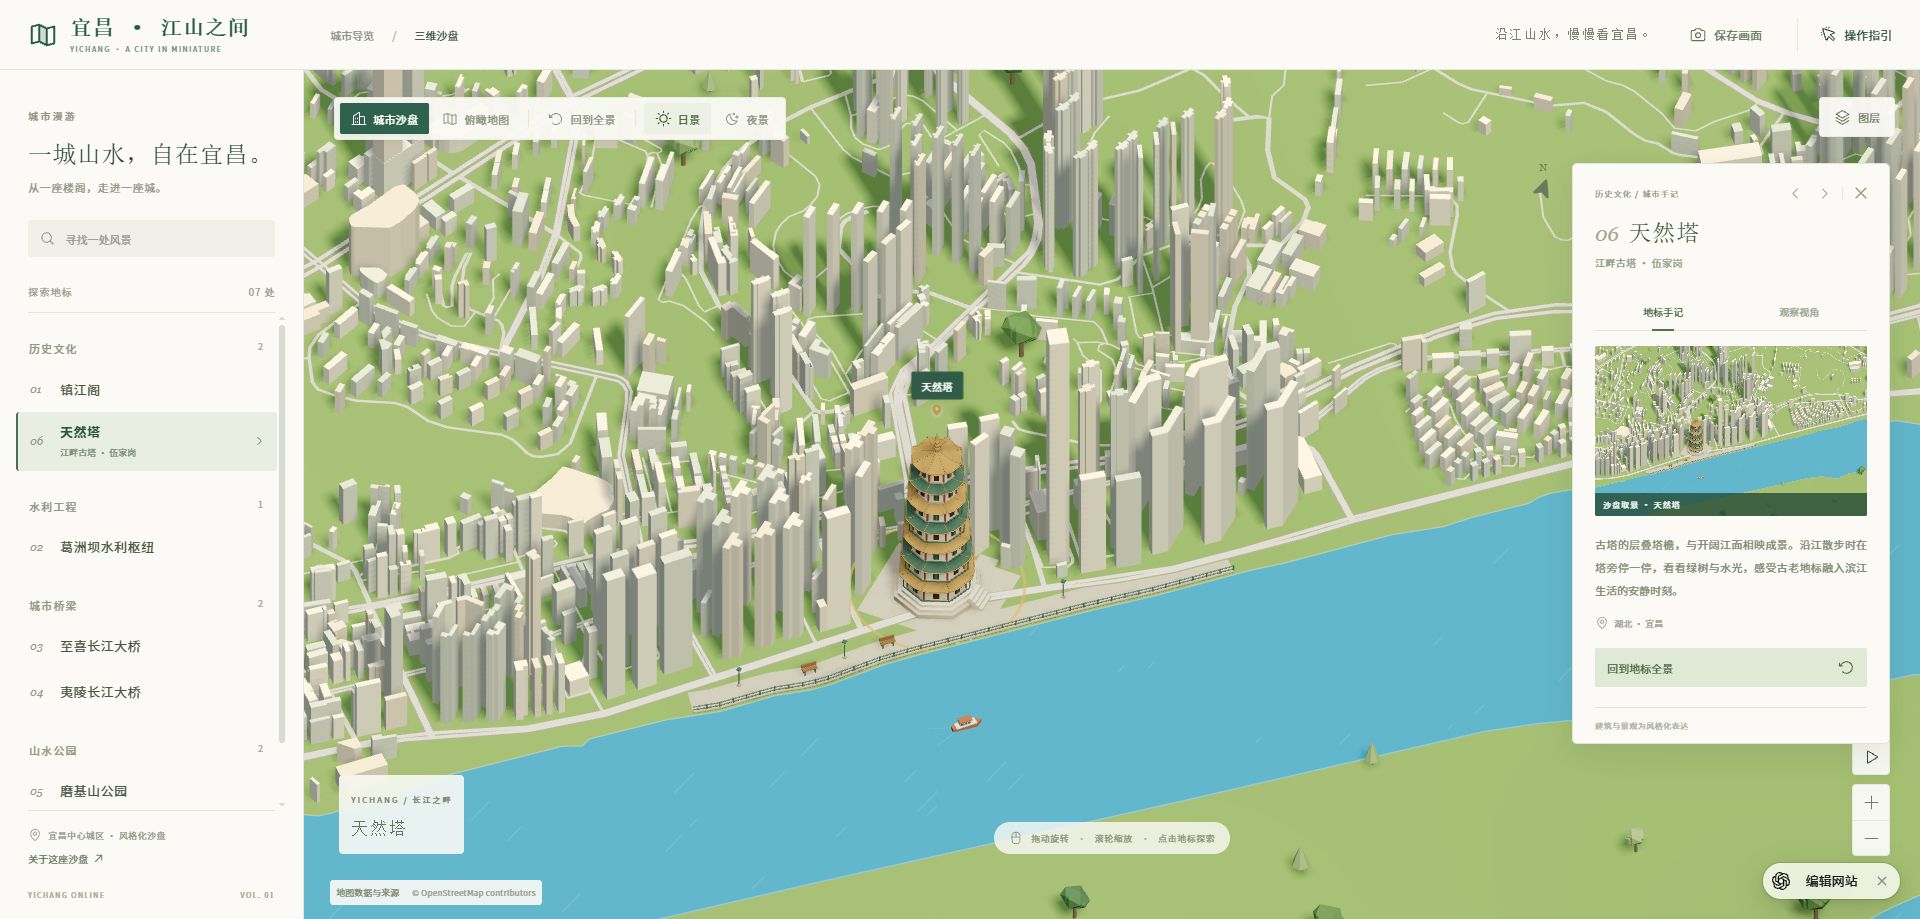 宜昌 • 江山之间
YICHANG • A CITY IN MINIATURE
城市导览 / 三维沙盘
沿江山水，慢慢看宜昌。
保存画面
操作指引
城市漫游
一城山水，自在宜昌。
从一座楼阁，走进一座城。
寻找一处风景
探索地标 07 处
历史文化 2
01 镇江阁
06 天然塔
江畔古塔 • 伍家岗
水利工程 1
02 葛洲坝水利枢纽
城市桥梁 2
03 至喜长江大桥
04 夷陵长江大桥
山水公园 2
05 磨基山公园
宜昌中心城区 • 风格化沙盘
关于这座沙盘
YICHANG ONLINE VOL. 01
城市沙盘
俯瞰地图
回到全景
日景
夜景
图层
N
天然塔
历史文化 / 城市手记
06 天然塔
江畔古塔 • 伍家岗
地标手记 观察视角
沙盘取景 • 天然塔
古塔的层叠塔檐，与开阔江面相映成景。沿江散步时在
塔旁停一停，看看绿树与水光，感受古老地标融入滨江
生活的安静时刻。
湖北 • 宜昌
回到地标全景
建筑与景观为风格化表达
YICHANG / 长江之畔
天然塔
拖动旋转 · 滚轮缩放 · 点击地标探索
地图数据与来源 © OpenStreetMap contributors
编辑网站